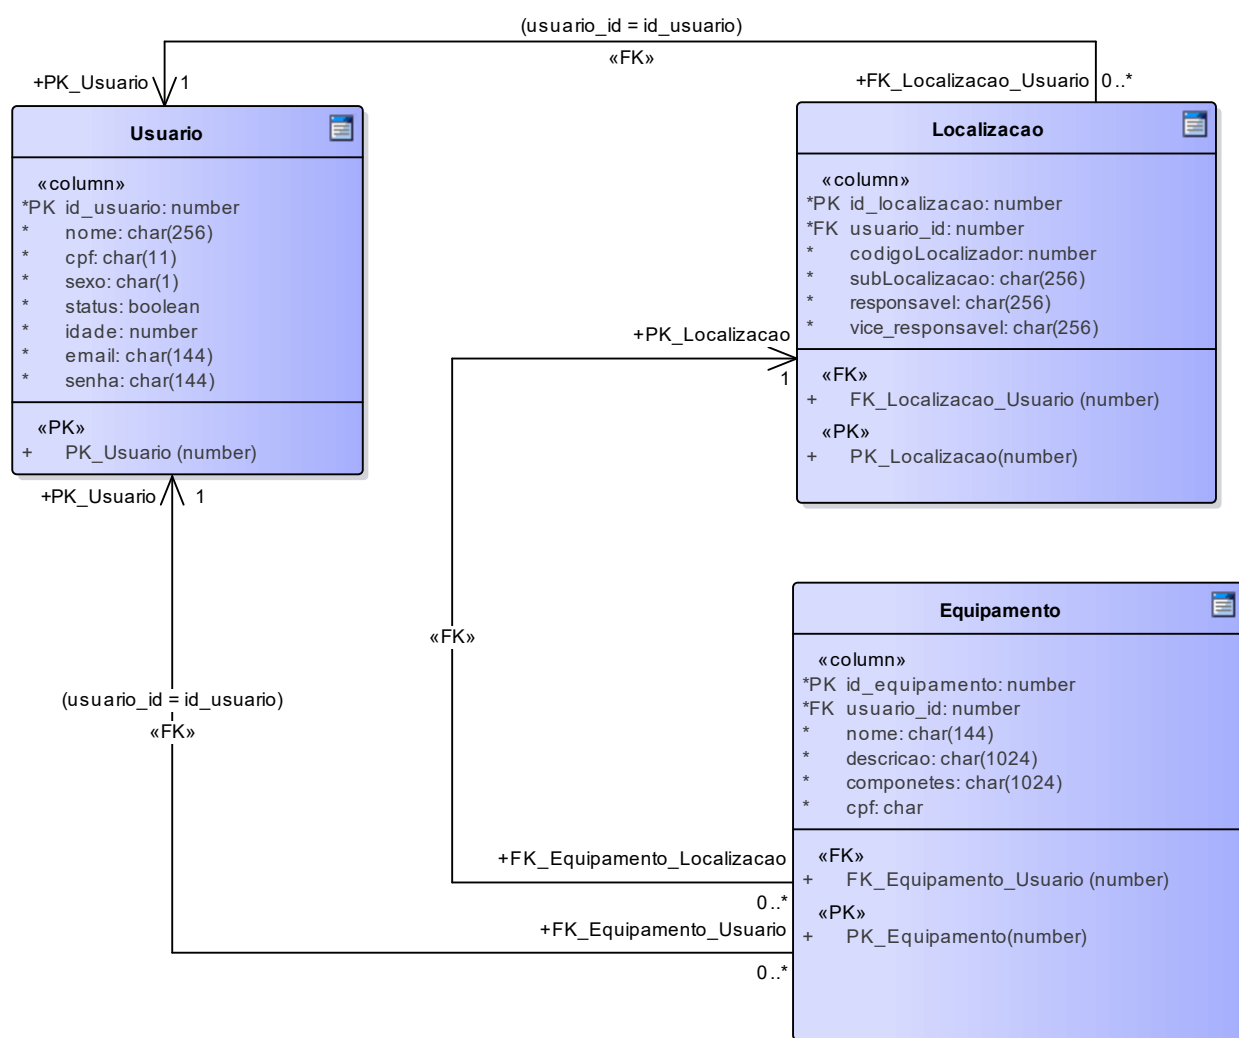 (usuario_id = id_usuario)
«FK»
+PK_Usuario 1
+FK_Localizacao_Usuario 0..*
Usuario
«column»
*PK id_usuario: number
* nome: char(256)
* cpf: char(11)
* sexo: char(1)
* status: boolean
* idade: number
* email: char(144)
* senha: char(144)
«PK»
+ PK_Usuario (number)
+PK_Usuario 1
Localizacao
«column»
*PK id_localizacao: number
*FK usuario_id: number
* codigoLocalizador: number
* subLocalizacao: char(256)
* responsavel: char(256)
* vice_responsavel: char(256)
«FK»
+ FK_Localizacao_Usuario (number)
«PK»
+ PK_Localizacao(number)
+PK_Localizacao
1
«FK»
(usuario_id = id_usuario)
«FK»
Equipamento
«column»
*PK id_equipamento: number
*FK usuario_id: number
* nome: char(144)
* descricao: char(1024)
* componetes: char(1024)
* cpf: char
«FK»
+ FK_Equipamento_Usuario (number)
«PK»
+ PK_Equipamento(number)
+FK_Equipamento_Localizacao
0..*
+FK_Equipamento_Usuario
0..*